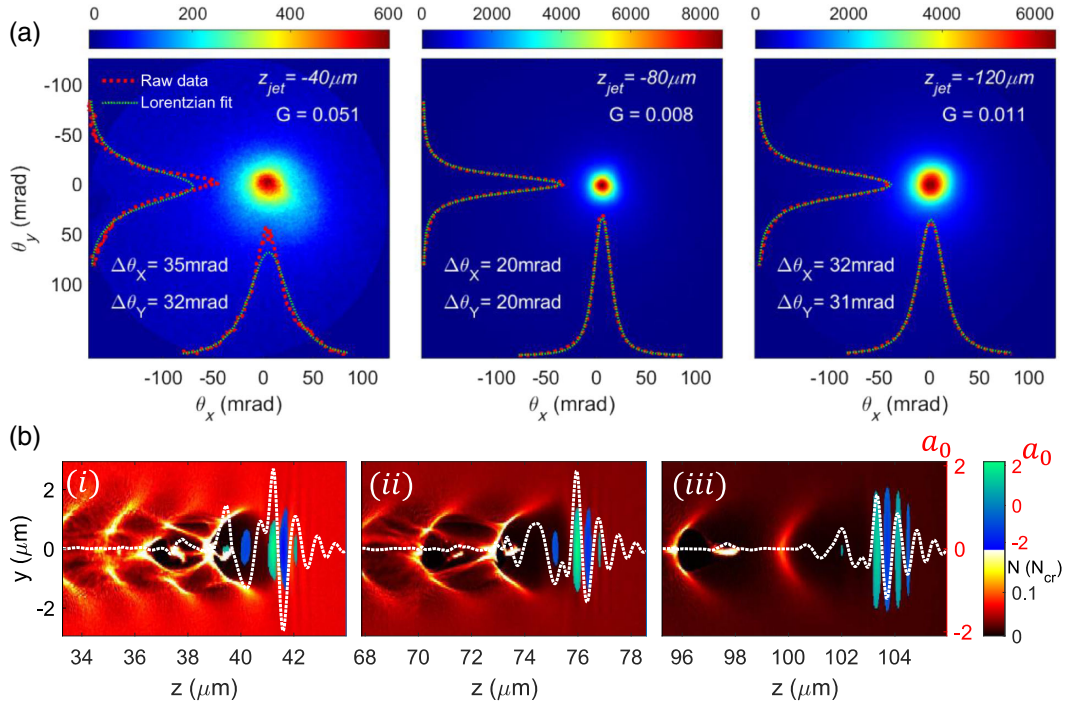 (a)
0 200 400 600
0 2000 4000 6000
0 2000 4000 6000
Raw data
Lorentzian fit
z_jet = -40μm
G = 0.051
Δθ_X = 35mrad
Δθ_Y = 32mrad
z_jet = -80μm
G = 0.008
Δθ_X = 20mrad
Δθ_Y = 20mrad
z_jet = -120μm
G = 0.011
Δθ_X = 32mrad
Δθ_Y = 31mrad
θ_y (mrad)
-100
-50
0
50
100
-100 -50 0 50 100
-100 -50 0 50 100
-100 -50 0 50 100
θ_x (mrad)
θ_x (mrad)
θ_x (mrad)
(b)
a_0 a_0
(i)
(ii)
(iii)
y (μm)
2
0
-2
2
0
-2
2
0
-2
N (N_cr)
0.1
0
34 36 38 40 42
68 70 72 74 76 78
96 98 100 102 104
z (μm)
z (μm)
z (μm)